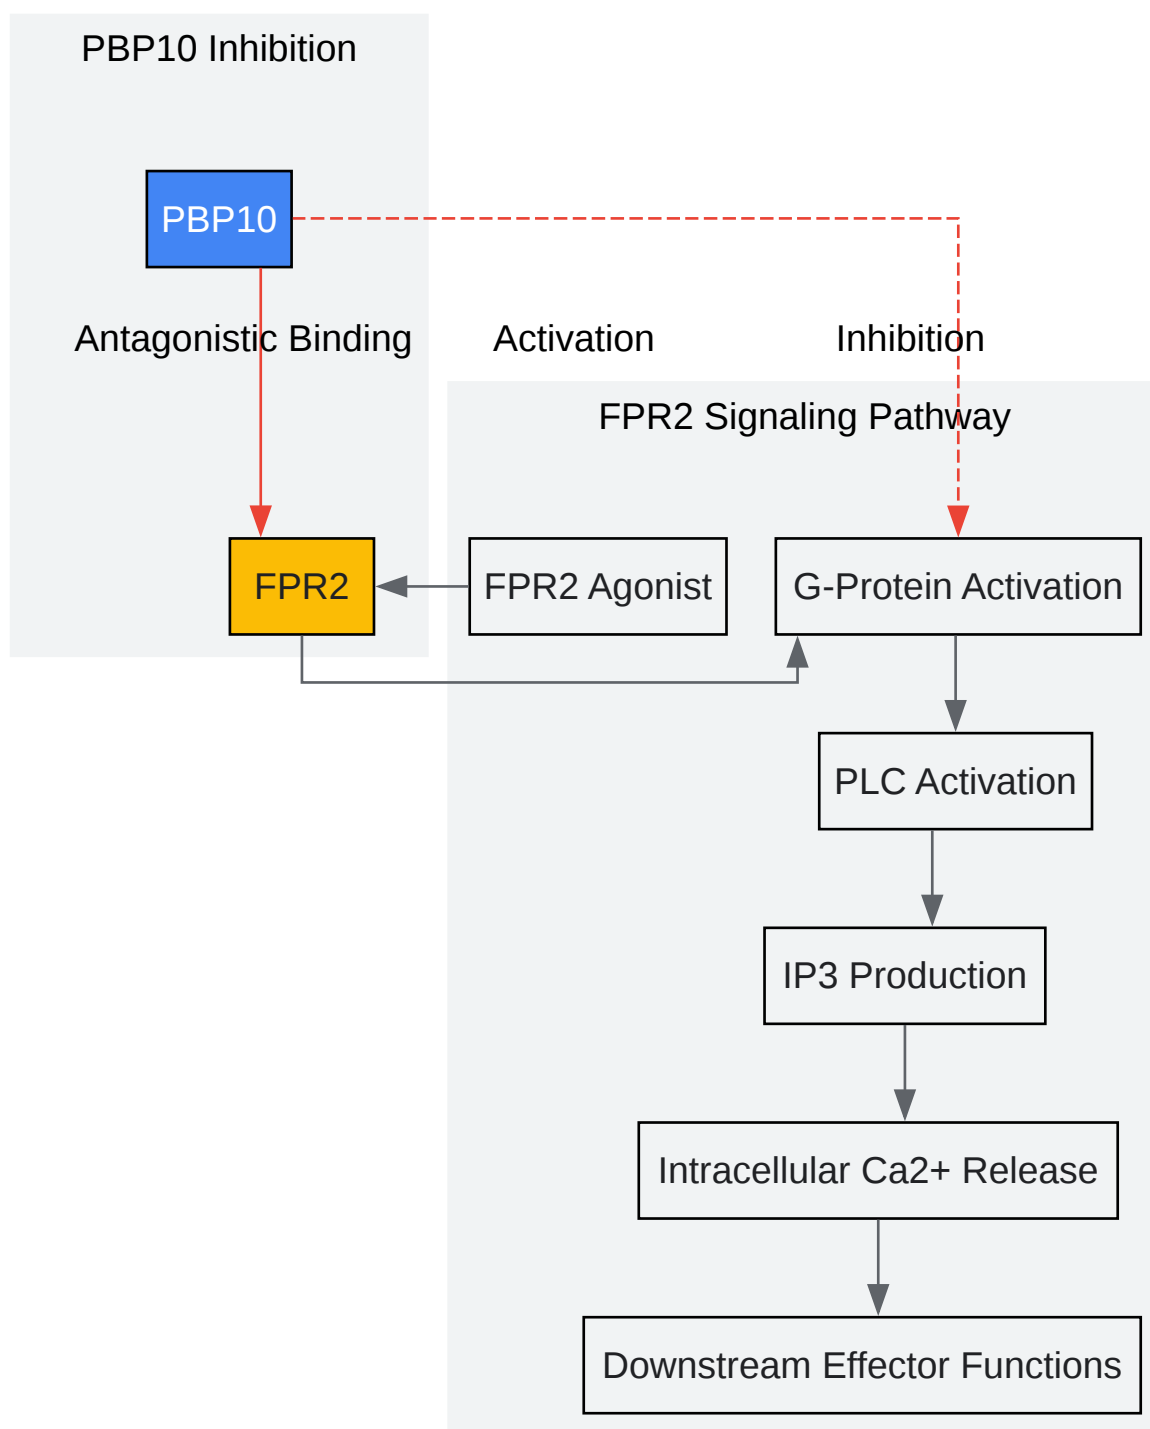 PBP10 Inhibition
PBP10
Antagonistic Binding
Activation
Inhibition
FPR2 Signaling Pathway
FPR2
FPR2 Agonist
G-Protein Activation
PLC Activation
IP3 Production
Intracellular Ca2+ Release
Downstream Effector Functions